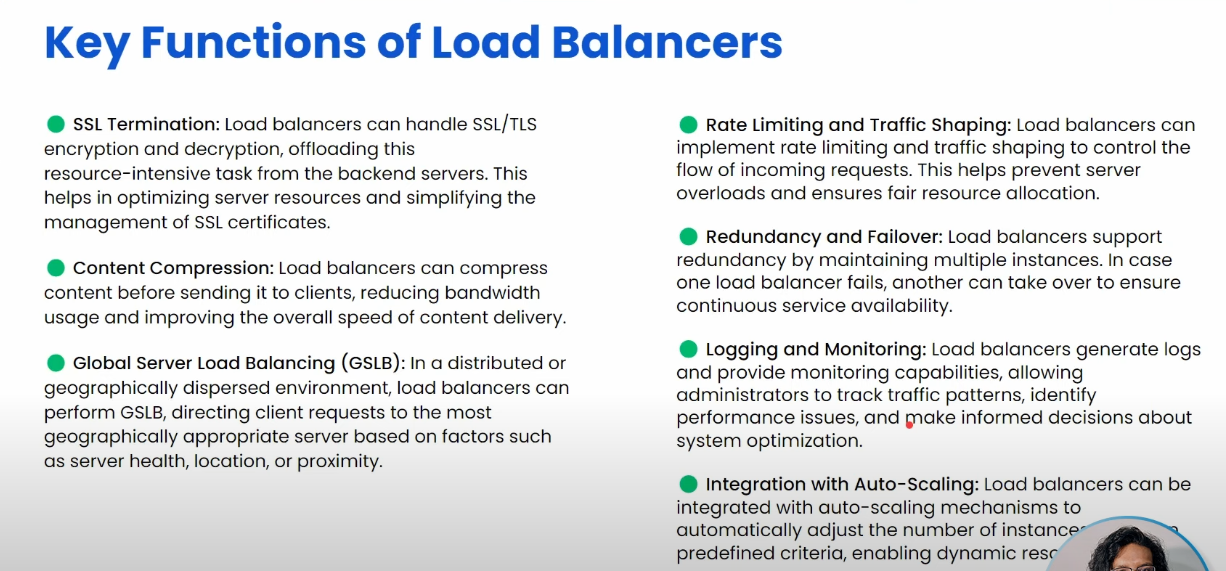 Key Functions of Load Balancers
SSL Termination: Load balancers can handle SSL/TLS
encryption and decryption, offloading this
resource-intensive task from the backend servers. This
helps in optimizing server resources and simplifying the
management of SSL certificates.
Content Compression: Load balancers can compress
content before sending it to clients, reducing bandwidth
usage and improving the overall speed of content delivery.
Global Server Load Balancing (GSLB): In a distributed or
geographically dispersed environment, load balancers can
perform GSLB, directing client requests to the most
geographically appropriate server based on factors such
as server health, location, or proximity.
Rate Limiting and Traffic Shaping: Load balancers can
implement rate limiting and traffic shaping to control the
flow of incoming requests. This helps prevent server
overloads and ensures fair resource allocation.
Redundancy and Failover: Load balancers support
redundancy by maintaining multiple instances. In case
one load balancer fails, another can take over to ensure
continuous service availability.
Logging and Monitoring: Load balancers generate logs
and provide monitoring capabilities, allowing
administrators to track traffic patterns, identify
performance issues, and make informed decisions about
system optimization.
Integration with Auto-Scaling: Load balancers can be
integrated with auto-scaling mechanisms to
automatically adjust the number of
predefined criteria, enabling dynamic